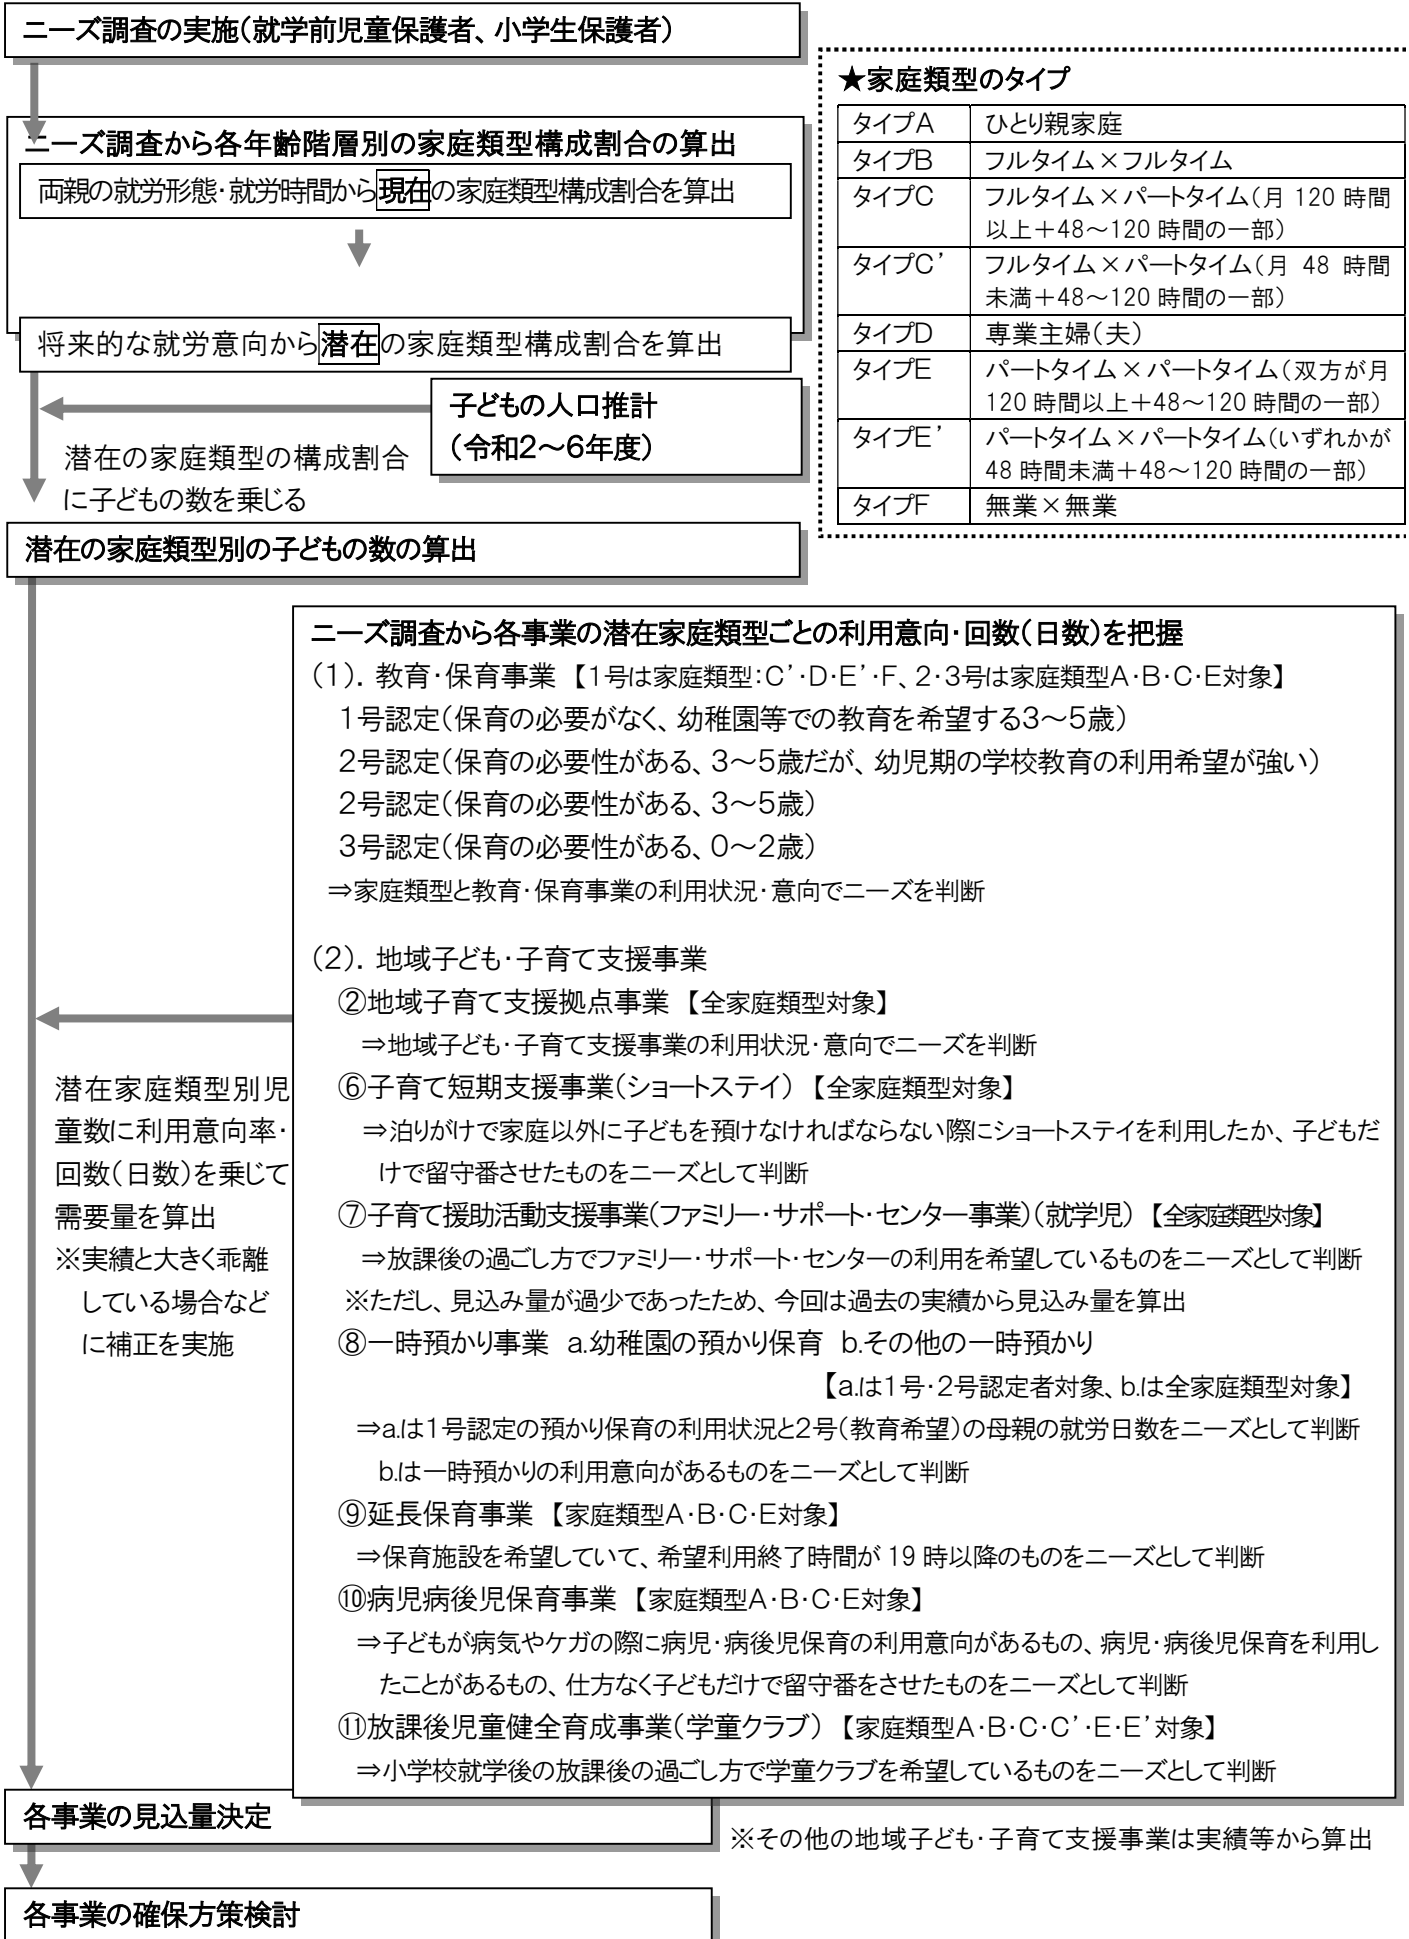 ニーズ調査の実施（就学前児童保護者、小学生保護者）
ニーズ調査から各年齢階層別の家庭類型構成割合の算出
両親の就労形態・就労時間から現在の家庭類型構成割合を算出
将来的な就労意向から潜在の家庭類型構成割合を算出
子どもの人口推計
（令和２～６年度）
潜在の家庭類型の構成割合
に子どもの数を乗じる
潜在の家庭類型別の子どもの数の算出
★家庭類型のタイプ
タイプＡ ひとり親家庭
タイプＢ フルタイム×フルタイム
タイプＣ フルタイム×パートタイム（月 120 時間
以上＋48～120 時間の一部）
タイプＣ’ フルタイム×パートタイム（月 48 時間
未満＋48～120 時間の一部）
タイプＤ 専業主婦（夫）
タイプＥ パートタイム×パートタイム（双方が月
120 時間以上＋48～120 時間の一部）
タイプＥ’ パートタイム×パートタイム（いずれかが
48 時間未満＋48～120 時間の一部）
タイプＦ 無業×無業
ニーズ調査から各事業の潜在家庭類型ごとの利用意向・回数（日数）を把握
（１）．教育・保育事業 【１号は家庭類型：Ｃ’・Ｄ・Ｅ’・Ｆ、２・３号は家庭類型Ａ・Ｂ・Ｃ・Ｅ対象】
１号認定（保育の必要がなく、幼稚園等での教育を希望する３～５歳）
２号認定（保育の必要性がある、３～５歳だが、幼児期の学校教育の利用希望が強い）
２号認定（保育の必要性がある、３～５歳）
３号認定（保育の必要性がある、０～２歳）
⇒家庭類型と教育・保育事業の利用状況・意向でニーズを判断
（２）．地域子ども・子育て支援事業
②地域子育て支援拠点事業 【全家庭類型対象】
⇒地域子ども・子育て支援事業の利用状況・意向でニーズを判断
⑥子育て短期支援事業（ショートステイ） 【全家庭類型対象】
⇒泊りがけで家庭以外に子どもを預けなければならない際にショートステイを利用したか、子どもだ
けで留守番させたものをニーズとして判断
⑦子育て援助活動支援事業（ファミリー・サポート・センター事業）（就学児） 【全家庭類型対象】
⇒放課後の過ごし方でファミリー・サポート・センターの利用を希望しているものをニーズとして判断
※ただし、見込み量が過少であったため、今回は過去の実績から見込み量を算出
⑧一時預かり事業 a.幼稚園の預かり保育 b.その他の一時預かり
【a.は１号・２号認定者対象、b.は全家庭類型対象】
⇒a.は１号認定の預かり保育の利用状況と２号（教育希望）の母親の就労日数をニーズとして判断
b.は一時預かりの利用意向があるものをニーズとして判断
⑨延長保育事業 【家庭類型Ａ・Ｂ・Ｃ・Ｅ対象】
⇒保育施設を希望していて、希望利用終了時間が 19 時以降のものをニーズとして判断
⑩病児病後児保育事業 【家庭類型Ａ・Ｂ・Ｃ・Ｅ対象】
⇒子どもが病気やケガの際に病児・病後児保育の利用意向があるもの、病児・病後児保育を利用し
たことがあるもの、仕方なく子どもだけで留守番をさせたものをニーズとして判断
⑪放課後児童健全育成事業（学童クラブ） 【家庭類型Ａ・Ｂ・Ｃ・Ｃ’・Ｅ・Ｅ’対象】
⇒小学校就学後の放課後の過ごし方で学童クラブを希望しているものをニーズとして判断
潜在家庭類型別児
童数に利用意向率・
回数（日数）を乗じて
需要量を算出
※実績と大きく乖離
している場合など
に補正を実施
各事業の見込量決定
※その他の地域子ども・子育て支援事業は実績等から算出
各事業の確保方策検討